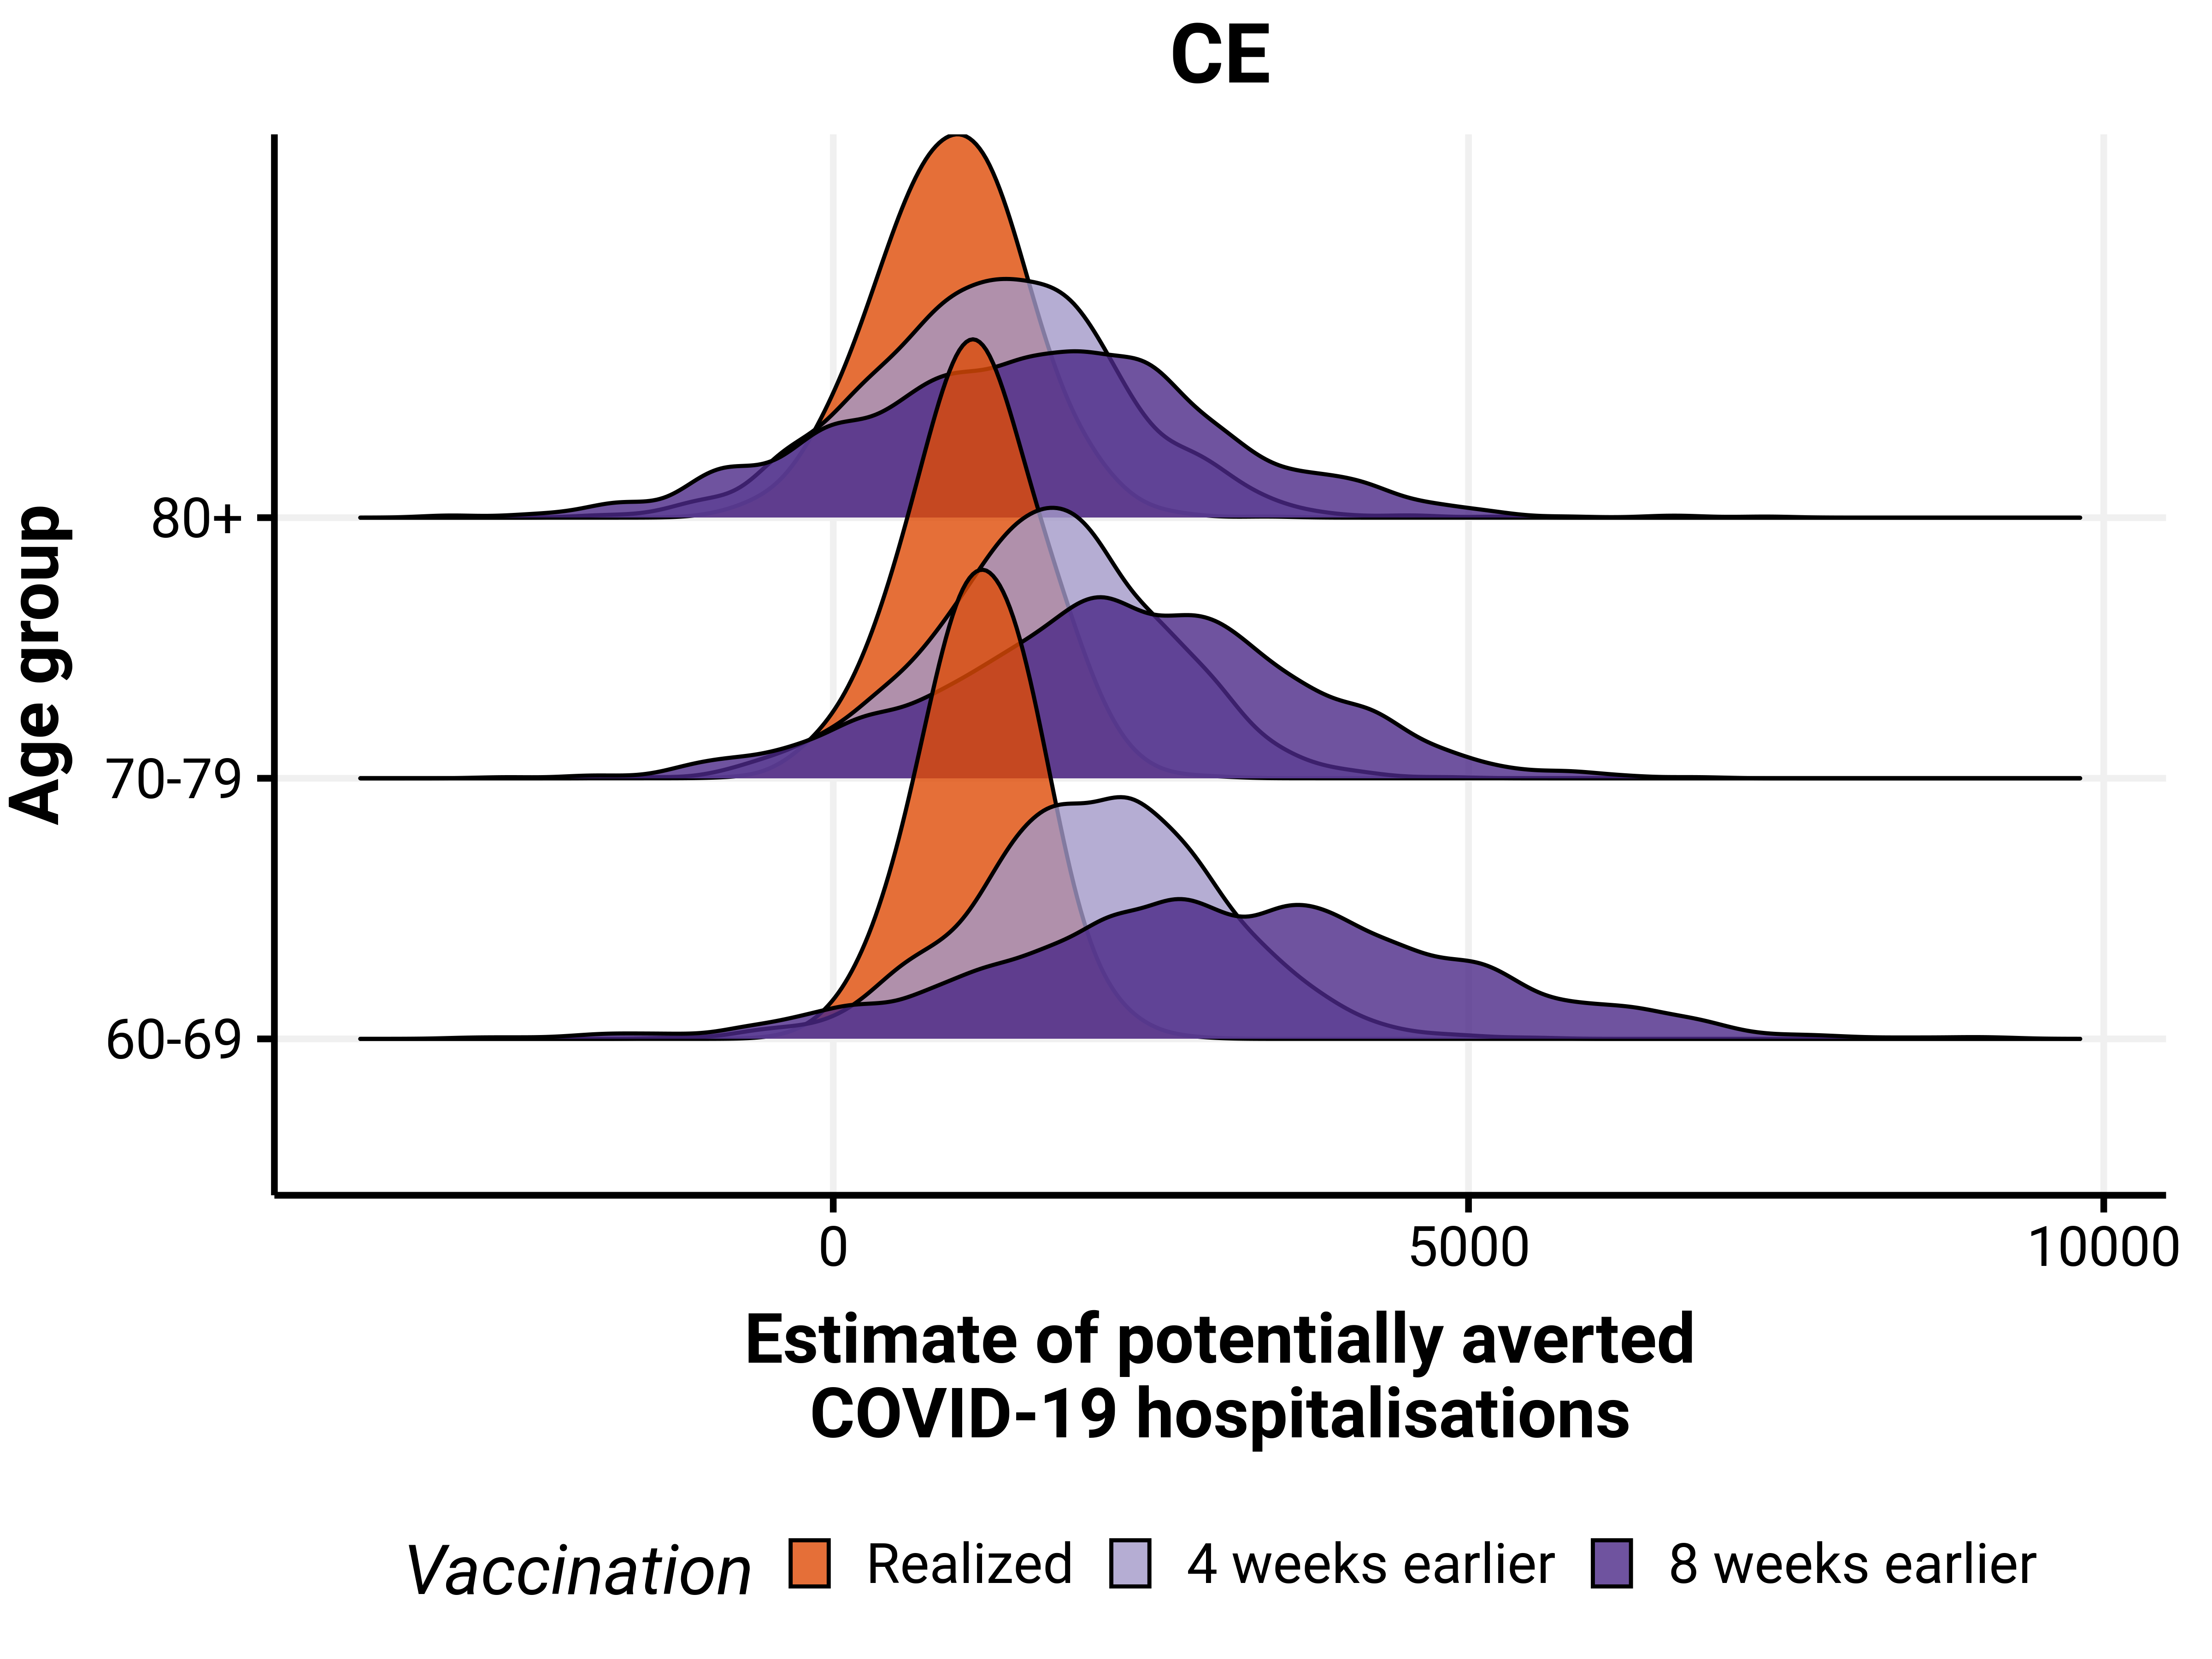 CE
Age group
80+
70-79
60-69
0 5000 10000
Estimate of potentially averted
COVID-19 hospitalisations
Vaccination Realized 4 weeks earlier 8 weeks earlier